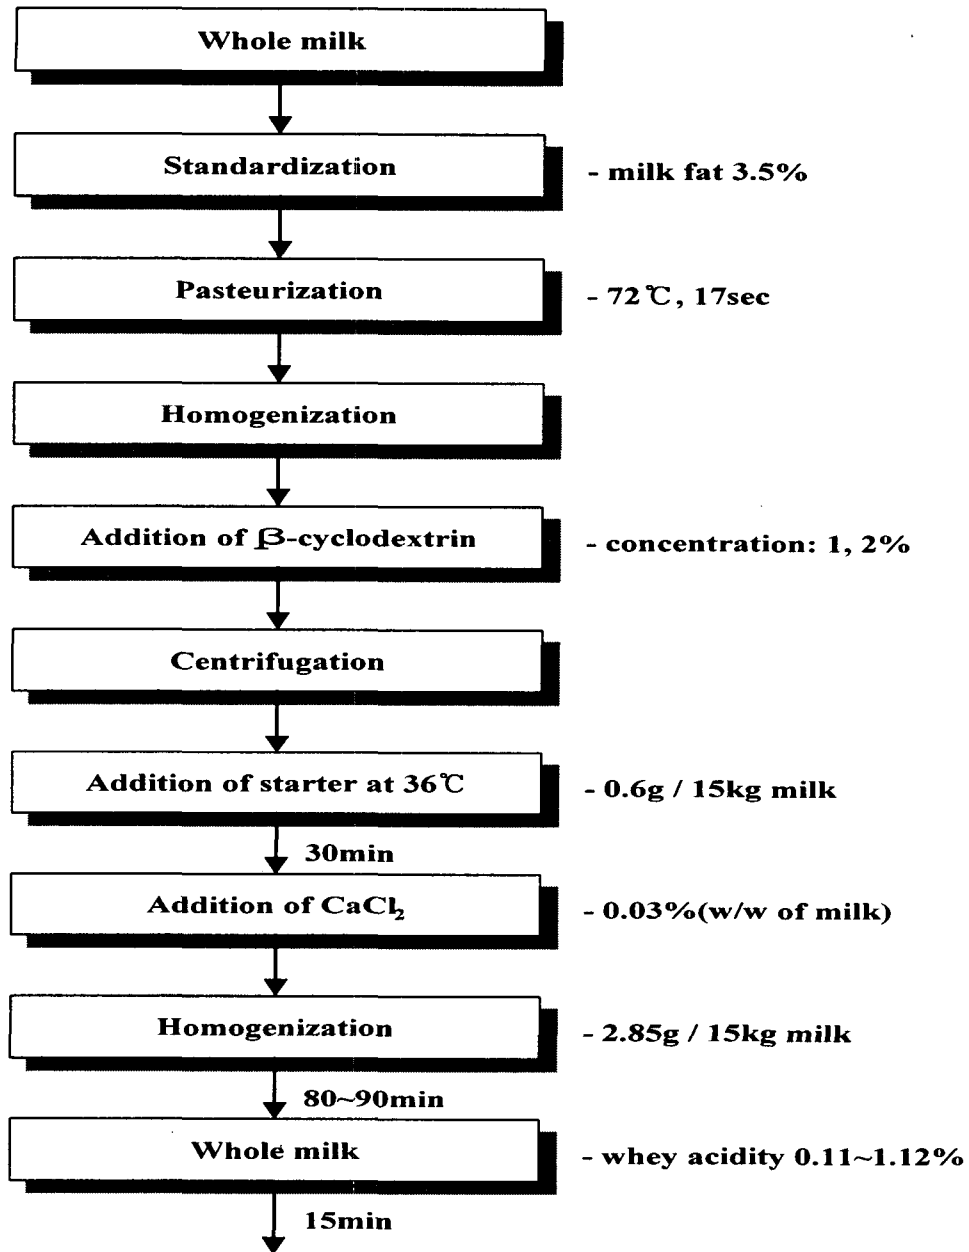 Whole milk
Standardization - milk fat 3.5%
Pasteurization - 72℃, 17sec
Homogenization
Addition of β-cyclodextrin - concentration: 1, 2%
Centrifugation
Addition of starter at 36℃ - 0.6g / 15kg milk
30min
Addition of CaCl₂ - 0.03%(w/w of milk)
Homogenization - 2.85g / 15kg milk
80~90min
Whole milk - whey acidity 0.11~1.12%
15min